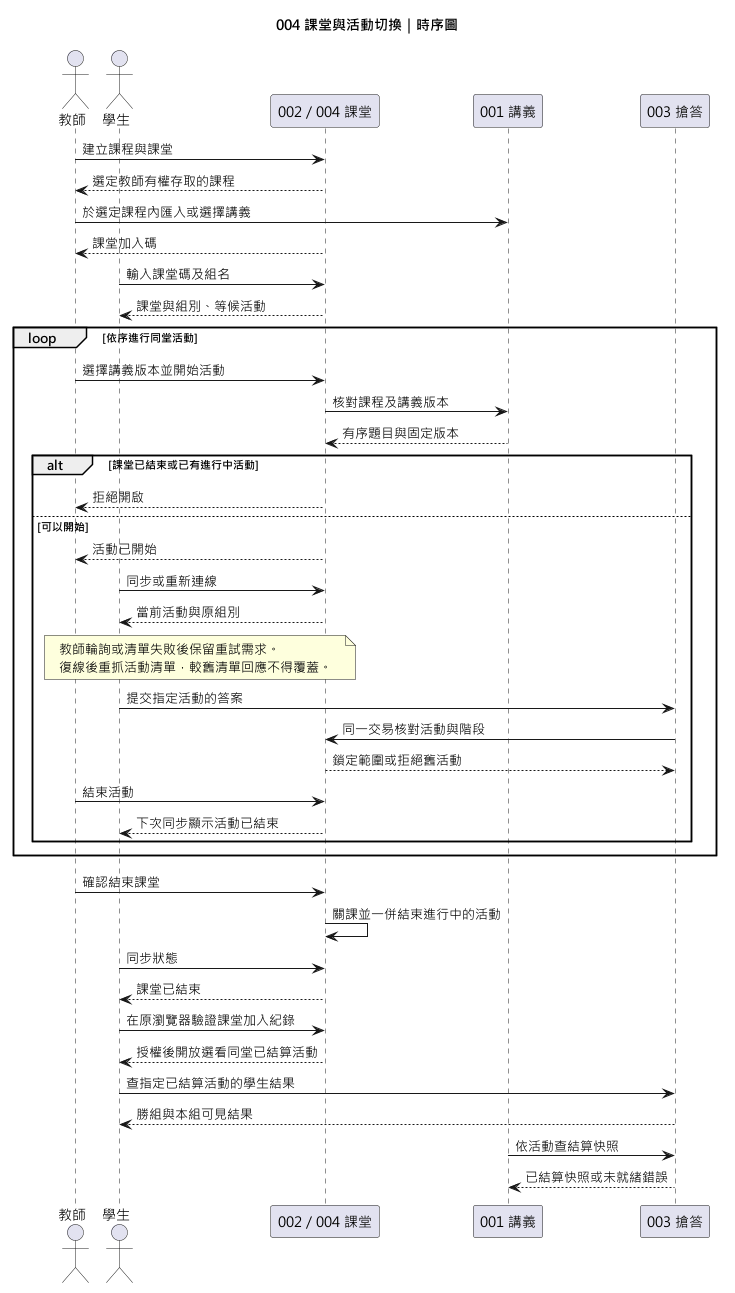 004 課堂與活動切換 | 時序圖
教師
學生
002 / 004 課堂
001 講義
003 搶答
建立課程與課堂
選定教師有權存取的課程
於選定課程內匯入或選擇講義
課堂加入碼
輸入課堂碼及組名
課堂與組別、等候活動
loop
[依序進行同堂活動]
選擇講義版本並開始活動
核對課程及講義版本
有序題目與固定版本
alt
[課堂已結束或已有進行中活動]
拒絕開啟
[可以開始]
活動已開始
同步或重新連線
當前活動與原組別
教師輪詢或清單失敗後保留重試需求。
復線後重抓活動清單，較舊清單回應不得覆蓋。
提交指定活動的答案
同一交易核對活動與階段
鎖定範圍或拒絕舊活動
結束活動
下次同步顯示活動已結束
確認結束課堂
關課並一併結束進行中的活動
同步狀態
課堂已結束
在原瀏覽器驗證課堂加入紀錄
授權後開放選看同堂已結算活動
查指定已結算活動的學生結果
勝組與本組可見結果
依活動查結算快照
已結算快照或未就緒錯誤
教師
學生
002 / 004 課堂
001 講義
003 搶答